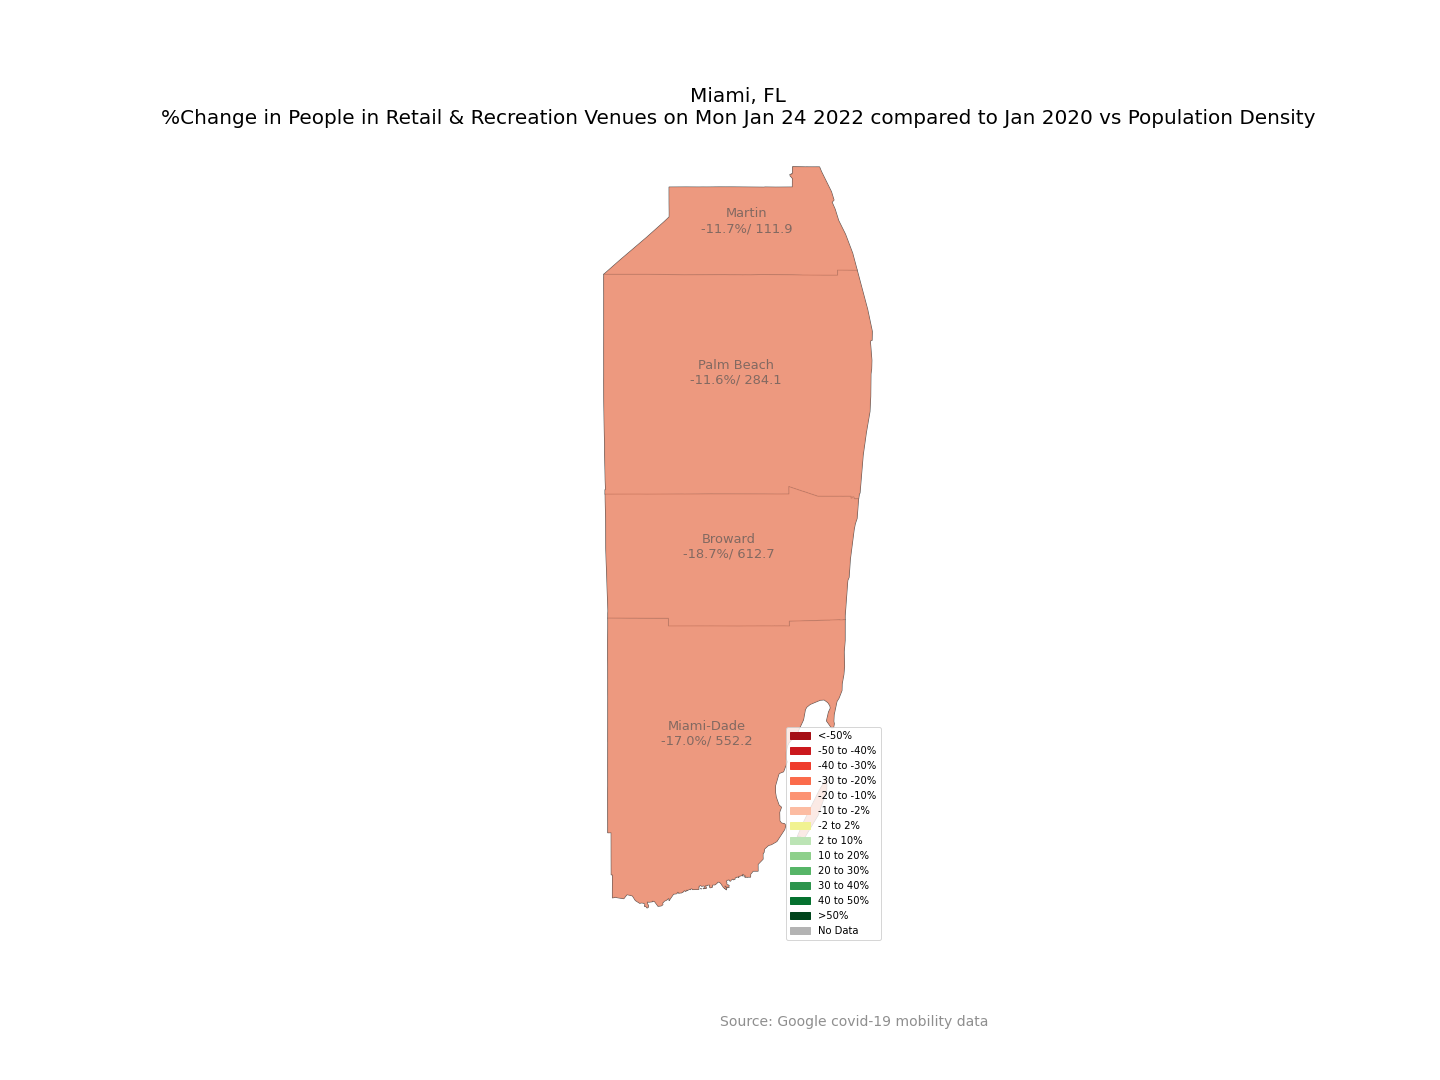 Miami, FL
%Change in People in Retail & Recreation Venues on Mon Jan 24 2022 compared to Jan 2020 vs Population Density
Martin
-11.7%/ 111.9
Palm Beach
-11.6%/ 284.1
Broward
-18.7%/ 612.7
Miami-Dade
-17.0%/ 552.2
<-50%
-50 to -40%
-40 to -30%
-30 to -20%
-20 to -10%
-10 to -2%
-2 to 2%
2 to 10%
10 to 20%
20 to 30%
30 to 40%
40 to 50%
>50%
No Data
Source: Google covid-19 mobility data